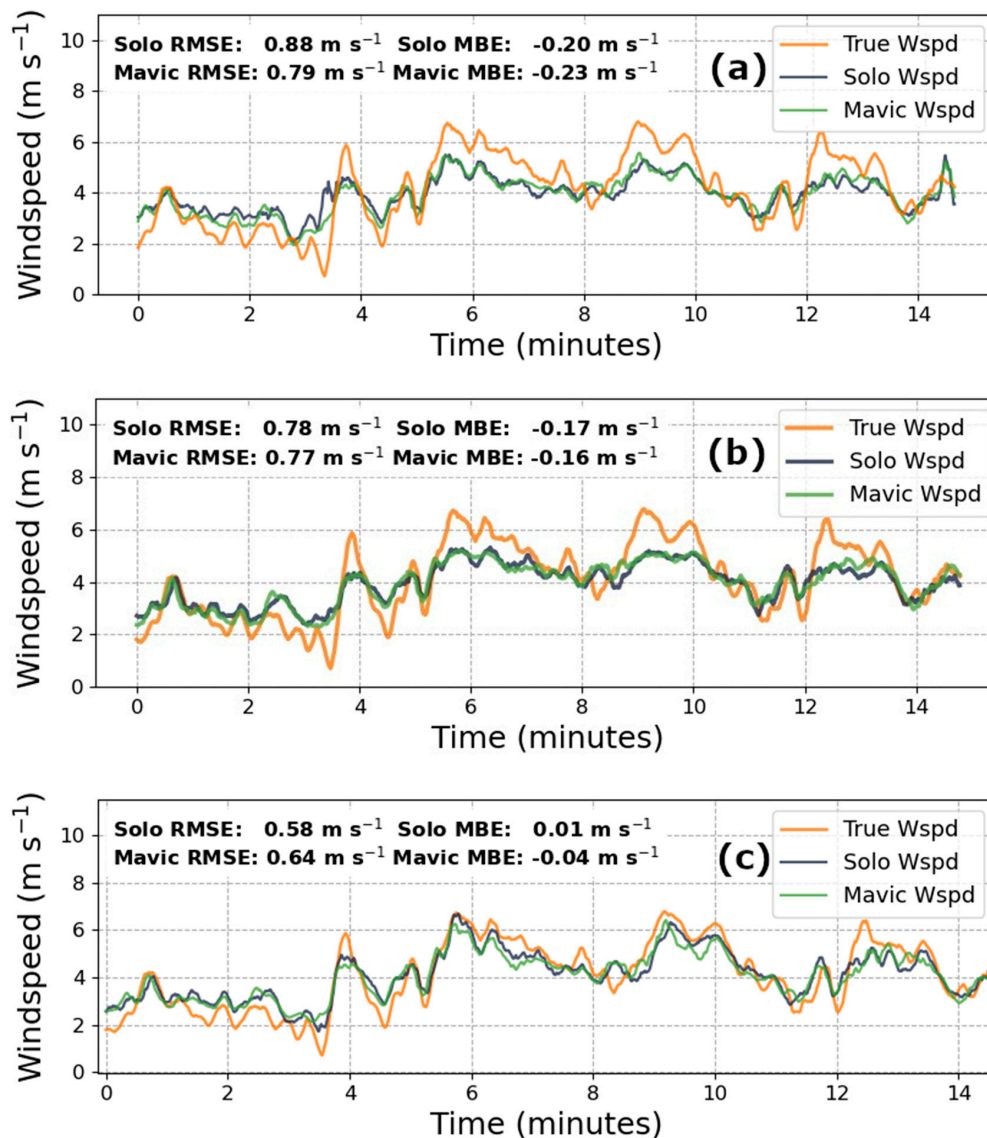 Solo RMSE: 0.88 m s⁻¹ Solo MBE: -0.20 m s⁻¹
Mavic RMSE: 0.79 m s⁻¹ Mavic MBE: -0.23 m s⁻¹
(a)
True Wspd
Solo Wspd
Mavic Wspd
Windspeed (m s⁻¹)
10
8
6
4
2
0
0 2 4 6 8 10 12 14
Time (minutes)
Solo RMSE: 0.78 m s⁻¹ Solo MBE: -0.17 m s⁻¹
Mavic RMSE: 0.77 m s⁻¹ Mavic MBE: -0.16 m s⁻¹
(b)
True Wspd
Solo Wspd
Mavic Wspd
Windspeed (m s⁻¹)
10
8
6
4
2
0
0 2 4 6 8 10 12 14
Time (minutes)
Solo RMSE: 0.58 m s⁻¹ Solo MBE: 0.01 m s⁻¹
Mavic RMSE: 0.64 m s⁻¹ Mavic MBE: -0.04 m s⁻¹
(c)
True Wspd
Solo Wspd
Mavic Wspd
Windspeed (m s⁻¹)
10
8
6
4
2
0
0 2 4 6 8 10 12 14
Time (minutes)